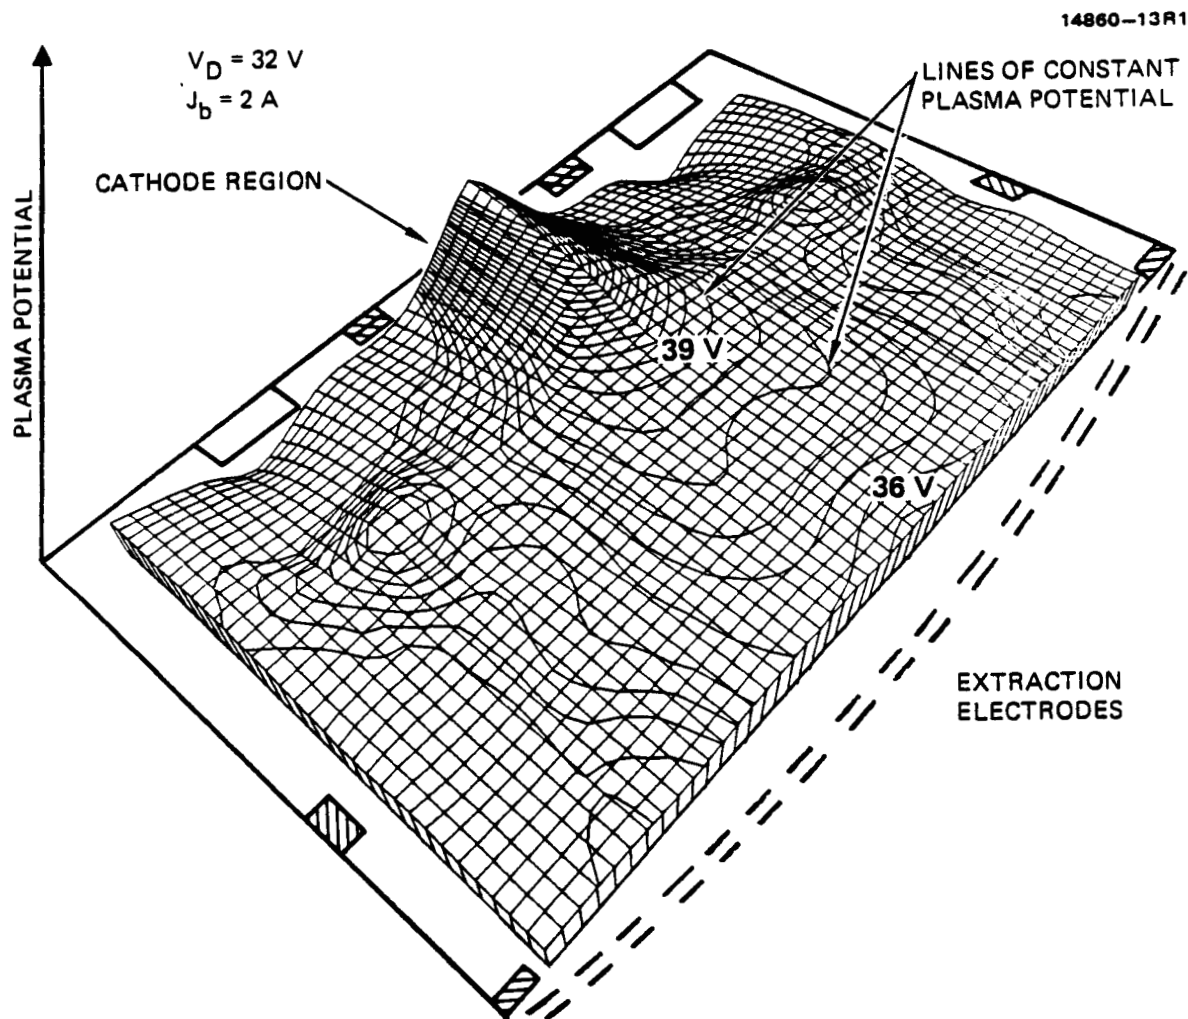 14860-13R1
V_D = 32 V
J_b = 2 A
LINES OF CONSTANT
PLASMA POTENTIAL
CATHODE REGION
PLASMA POTENTIAL
39 V
36 V
EXTRACTION
ELECTRODES